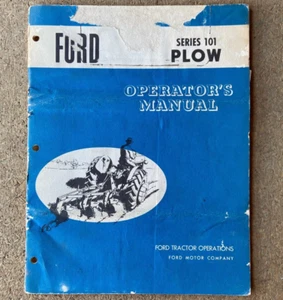 FORD
SERIES 101
PLOW
OPERATOR'S
MANUAL
FORD TRACTOR OPERATIONS
FORD MOTOR COMPANY